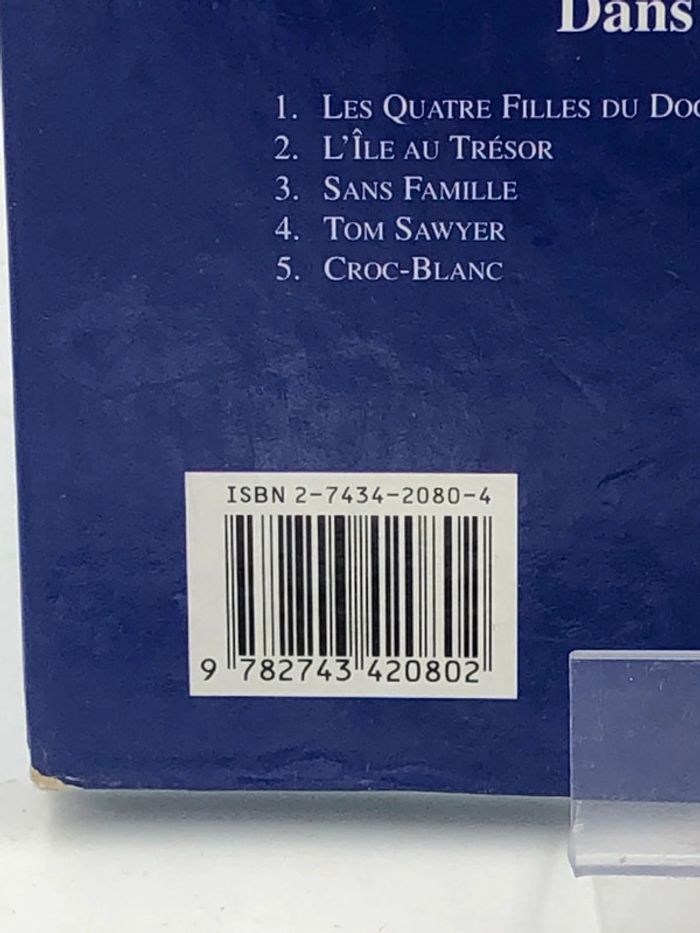 Dans
1. LES QUATRE FILLES DU DOC
2. L'ÎLE AU TRÉSOR
3. SANS FAMILLE
4. TOM SAWYER
5. CROC-BLANC
ISBN 2-7434-2080-4
9 782743 420802